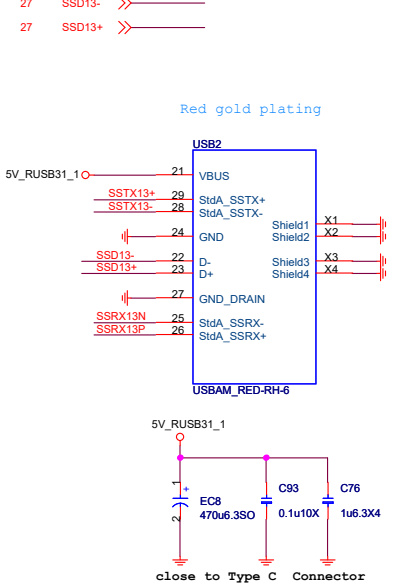 27 SSD13-
27 SSD13+
Red gold plating
USB2
5V_RUSB31_1 21 VBUS
SSTX13+ 29 StdA_SSTX+
SSTX13- 28 StdA_SSTX-
Shield1 X1
24 GND Shield2 X2
SSD13- 22 D- Shield3 X3
SSD13+ 23 D+ Shield4 X4
27 GND_DRAIN
SSRX13N 25 StdA_SSRX-
SSRX13P 26 StdA_SSRX+
USBAM_RED-RH-6
5V_RUSB31_1
1 + EC8 C93 C76
2 470u6.3SO 0.1u10X 1u6.3X4
close to Type C Connector